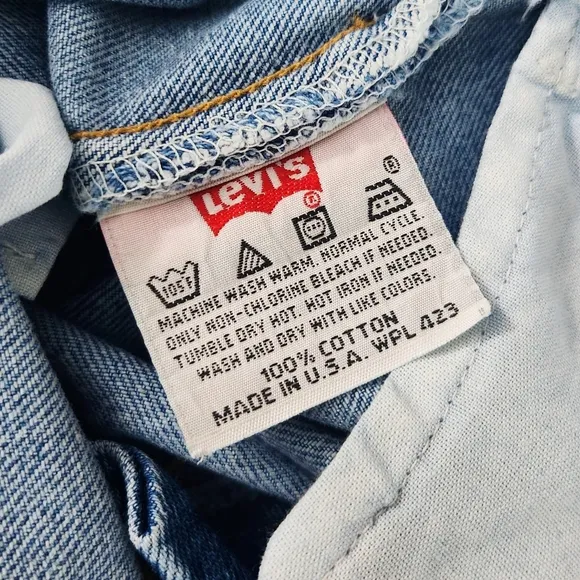 LEVI'S
®
®
105F
MACHINE WASH WARM. NORMAL CYCLE.
ONLY NON-CHLORINE BLEACH IF NEEDED.
TUMBLE DRY HOT. HOT IRON IF NEEDED.
WASH AND DRY WITH LIKE COLORS.
100% COTTON
MADE IN U.S.A. WPL 423